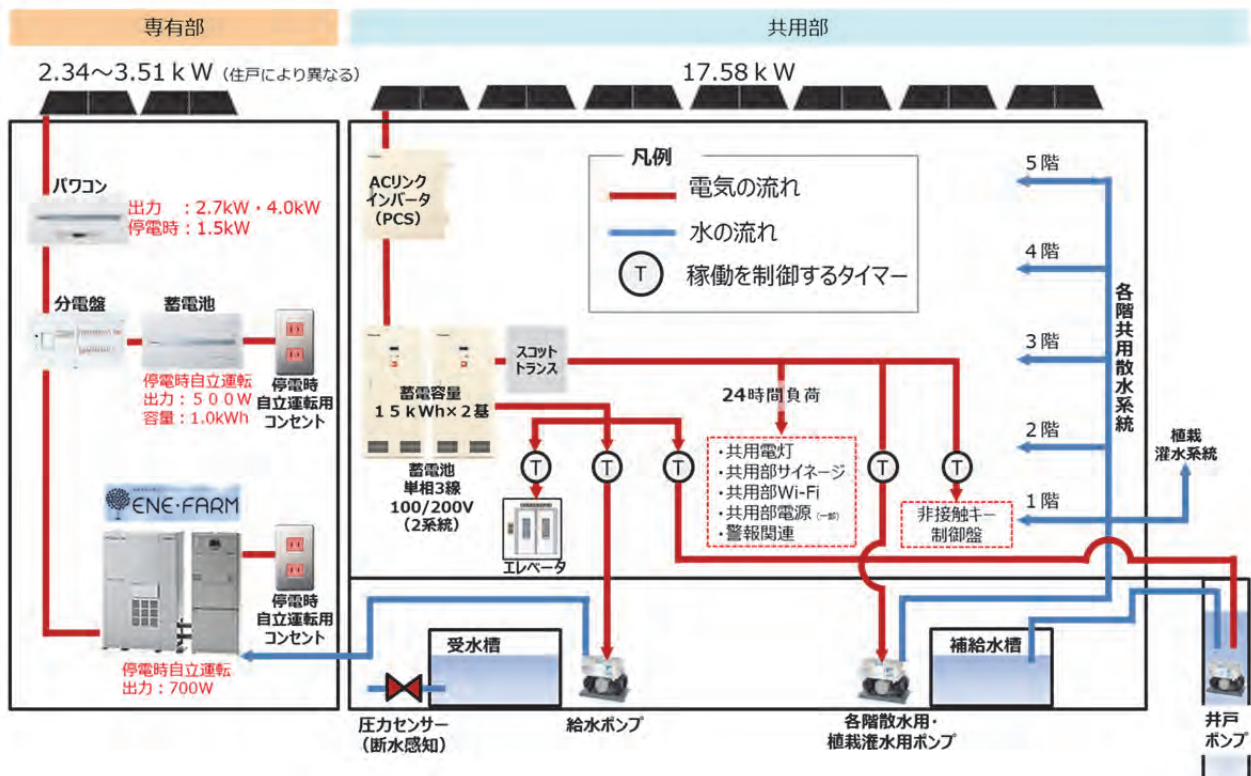 専有部
共用部
2.34～3.51ｋＷ（住戸により異なる）
17.58ｋＷ
パワコン
出力　：2.7kW・4.0kW
停電時：1.5kW
分電盤
蓄電池
停電時自立運転
出力：５００Ｗ
容量：1.0kWh
停電時
自立運転用
コンセント
ENE·FARM
停電時
自立運転用
コンセント
停電時自立運転
出力：700W
ACリンク
インバータ
（PCS）
凡例
電気の流れ
水の流れ
T
稼働を制御するタイマー
蓄電容量
１５ｋWh×２基
蓄電池
単相3線
100/200V
（2系統）
スコット
トランス
24時間負荷
・共用電灯
・共用部サイネージ
・共用部Wi-Fi
・共用部電源（一部）
・警報関連
T
T
T
T
T
エレベータ
非接触キー
制御盤
５階
４階
３階
２階
１階
各階共用散水系統
植栽
灌水系統
受水槽
補給水槽
圧力センサー
（断水感知）
給水ポンプ
各階散水用・
植栽灌水用ポンプ
井戸
ポンプ